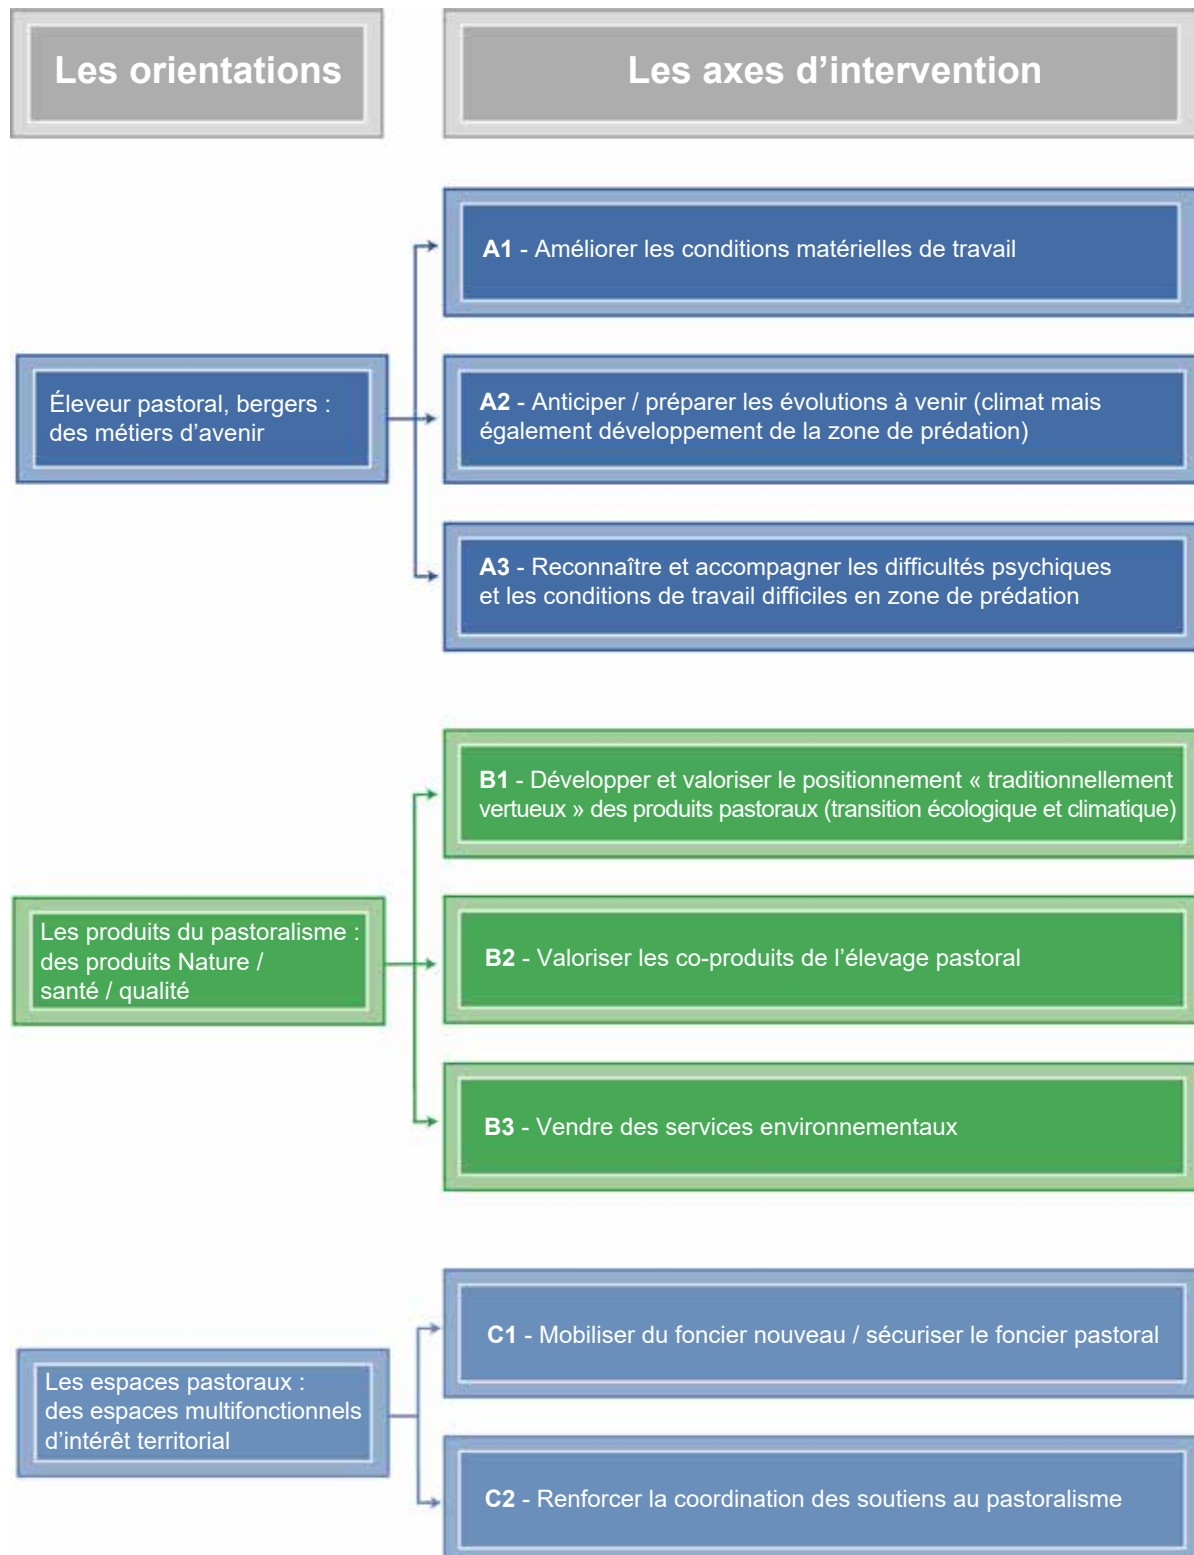 Les orientations
Les axes d’intervention
A1 - Améliorer les conditions matérielles de travail
Éleveur pastoral, bergers :
des métiers d’avenir
A2 - Anticiper / préparer les évolutions à venir (climat mais
également développement de la zone de prédation)
A3 - Reconnaître et accompagner les difficultés psychiques
et les conditions de travail difficiles en zone de prédation
B1 - Développer et valoriser le positionnement « traditionnellement
vertueux » des produits pastoraux (transition écologique et climatique)
Les produits du pastoralisme :
des produits Nature /
santé / qualité
B2 - Valoriser les co-produits de l’élevage pastoral
B3 - Vendre des services environnementaux
C1 - Mobiliser du foncier nouveau / sécuriser le foncier pastoral
Les espaces pastoraux :
des espaces multifonctionnels
d’intérêt territorial
C2 - Renforcer la coordination des soutiens au pastoralisme